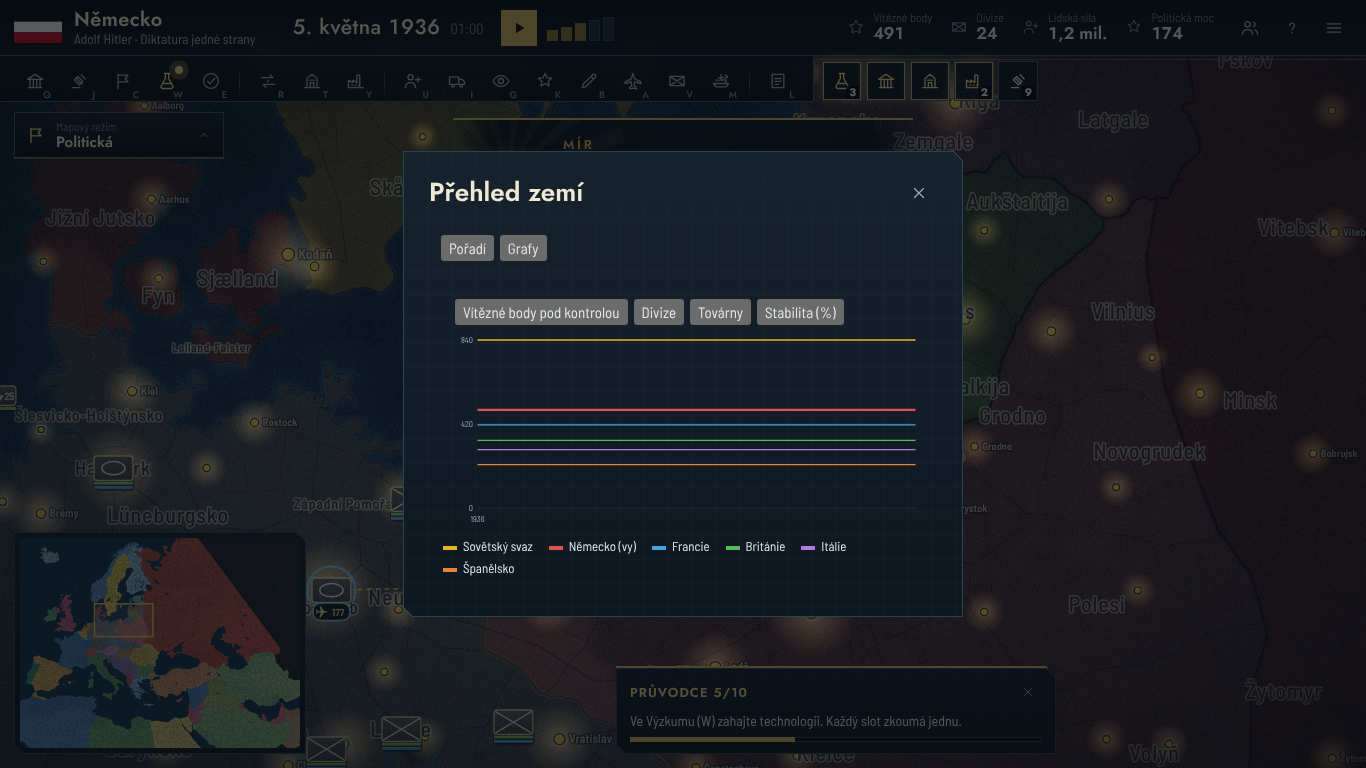 Německo
Adolf Hitler · Diktatura jedné strany
5. května 1936 01:00
Vítězné body
491
Divize
24
Lidská síla
1,2 mil.
Politická moc
174
?
Q J C W E R T Y U I G K B A V M L
3
2
9
Mapový režim
Politická
MÍR
Přehled zemí
Pořadí Grafy
Vítězné body pod kontrolou Divize Továrny Stabilita (%)
840
420
0
1936
Sovětský svaz Německo (vy) Francie Británie Itálie
Španělsko
PRŮVODCE 5/10
Ve Výzkumu (W) zahajte technologii. Každý slot zkoumá jednu.
Aalborg
Aarhus
Jižní Jutsko
Kodaň
Sjælland
Fyn
Lolland-Falster
Kiel
25
Šlesvicko-Holštýnsko
Rostock
Brémy
Lüneburgsko
177
Vratislav
Pskov
Riga
Latgale
Zemgale
Aukštaitija
Vitebsk
Vilnius
Minsk
Grodno
Grodno
Novogrudek
Bobrujsk
Polesí
Žytomyr
Volyň